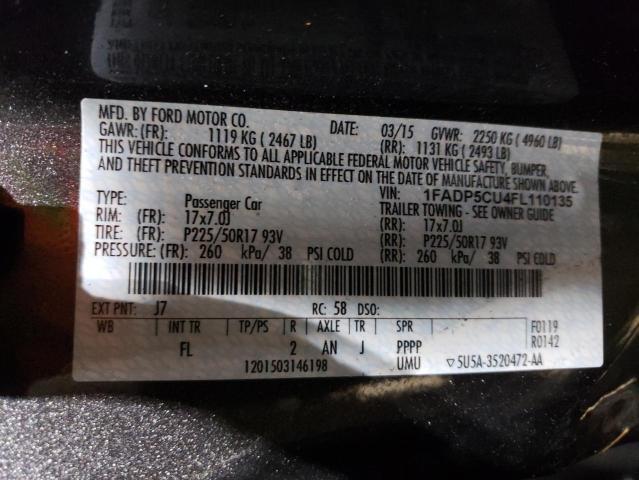 MFD. BY FORD MOTOR CO. DATE: 03/15 GVWR: 2250 KG ( 4960 LB)
GAWR: (FR): 1119 KG ( 2467 LB) (RR): 1131 KG ( 2493 LB)
THIS VEHICLE CONFORMS TO ALL APPLICABLE FEDERAL MOTOR VEHICLE SAFETY, BUMPER,
AND THEFT PREVENTION STANDARDS IN EFFECT ON THE DATE OF MANUFACTURE SHOWN ABOVE.
VIN: 1FADP5CU4FL110135
TYPE: Passenger Car TRAILER TOWING - SEE OWNER GUIDE
RIM: (FR): 17x7.0J (RR): 17x7.0J
TIRE: (FR): P225/50R17 93V (RR): P225/50R17 93V
PRESSURE: (FR): 260 kPa/ 38 PSI COLD (RR): 260 kPa/ 38 PSI COLD
EXT PNT: J7 RC: 58 DSO:
WB INT TR TP/PS R AXLE TR SPR F0119
FL 2 AN J PPPP R0142
1201503146198 UMU ▽5U5A-3520472-AA